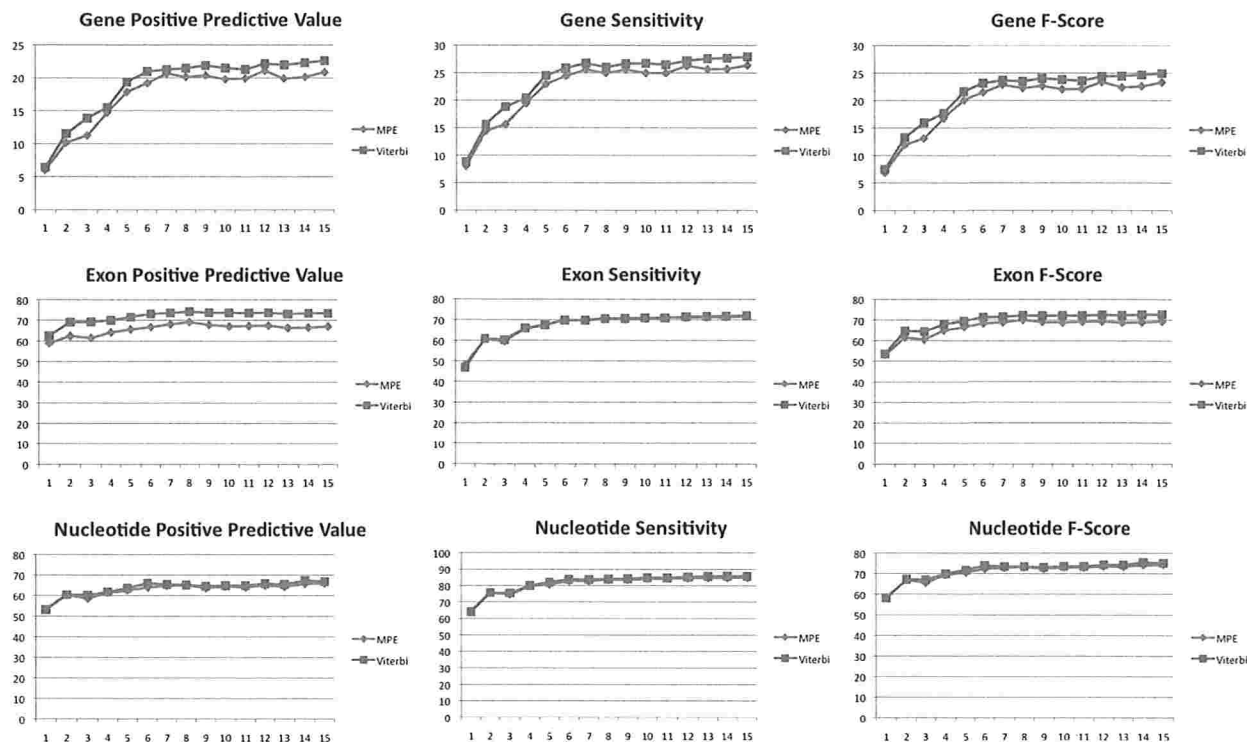 Gene Positive Predictive Value
25
20
15
10
5
0
1 2 3 4 5 6 7 8 9 10 11 12 13 14 15
MPE
Viterbi
Gene Sensitivity
30
25
20
15
10
5
0
1 2 3 4 5 6 7 8 9 10 11 12 13 14 15
MPE
Viterbi
Gene F-Score
30
25
20
15
10
5
0
1 2 3 4 5 6 7 8 9 10 11 12 13 14 15
MPE
Viterbi
Exon Positive Predictive Value
80
70
60
50
40
30
20
10
0
1 2 3 4 5 6 7 8 9 10 11 12 13 14 15
MPE
Viterbi
Exon Sensitivity
80
70
60
50
40
30
20
10
0
1 2 3 4 5 6 7 8 9 10 11 12 13 14 15
MPE
Viterbi
Exon F-Score
80
70
60
50
40
30
20
10
0
1 2 3 4 5 6 7 8 9 10 11 12 13 14 15
MPE
Viterbi
Nucleotide Positive Predictive Value
80
70
60
50
40
30
20
10
0
1 2 3 4 5 6 7 8 9 10 11 12 13 14 15
MPE
Viterbi
Nucleotide Sensitivity
100
90
80
70
60
50
40
30
20
10
0
1 2 3 4 5 6 7 8 9 10 11 12 13 14 15
MPE
Viterbi
Nucleotide F-Score
80
70
60
50
40
30
20
10
0
1 2 3 4 5 6 7 8 9 10 11 12 13 14 15
MPE
Viterbi